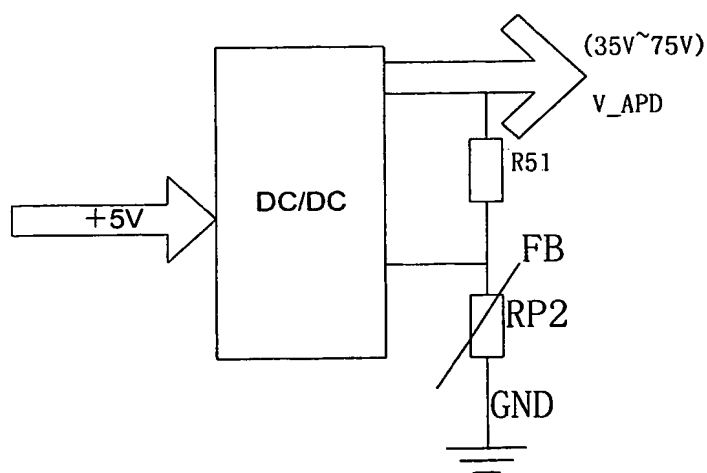 (35V~75V)
V_APD
R51
DC/DC
+5V
FB
RP2
GND